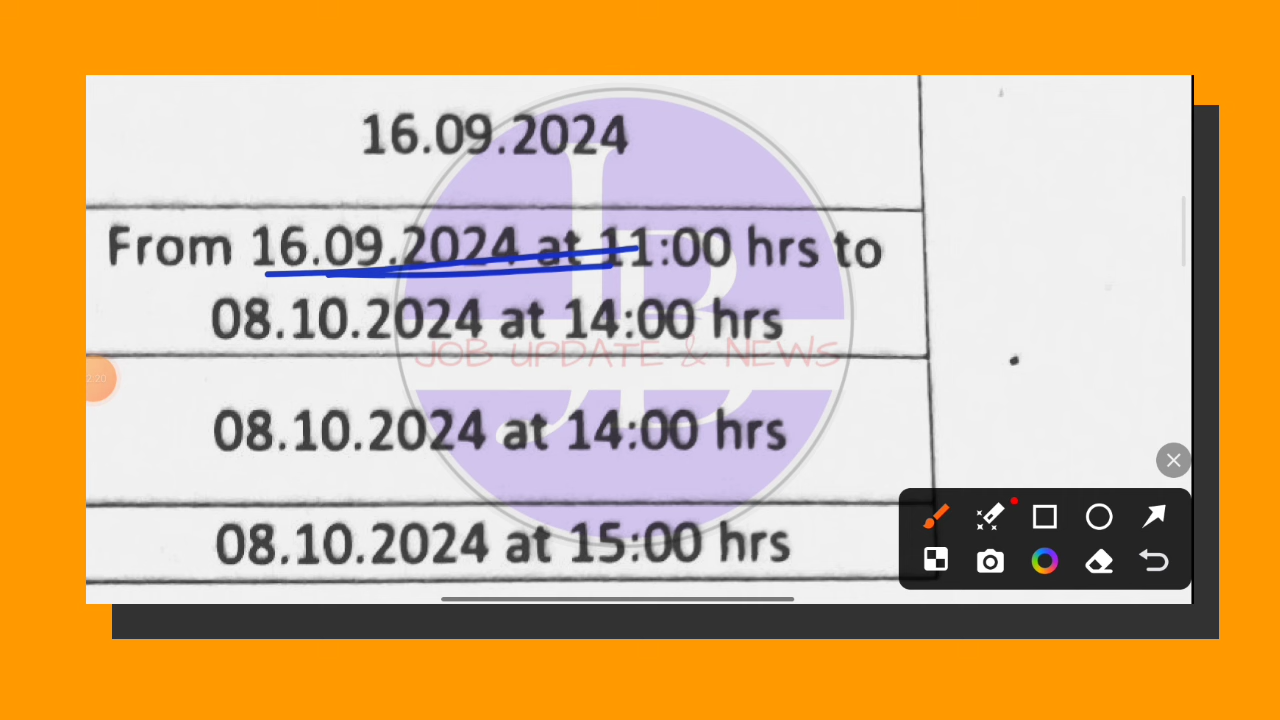 16.09.2024
From 16.09.2024 at 11:00 hrs to
08.10.2024 at 14:00 hrs
JOB UPDATE & NEWS
08.10.2024 at 14:00 hrs
08.10.2024 at 15:00 hrs